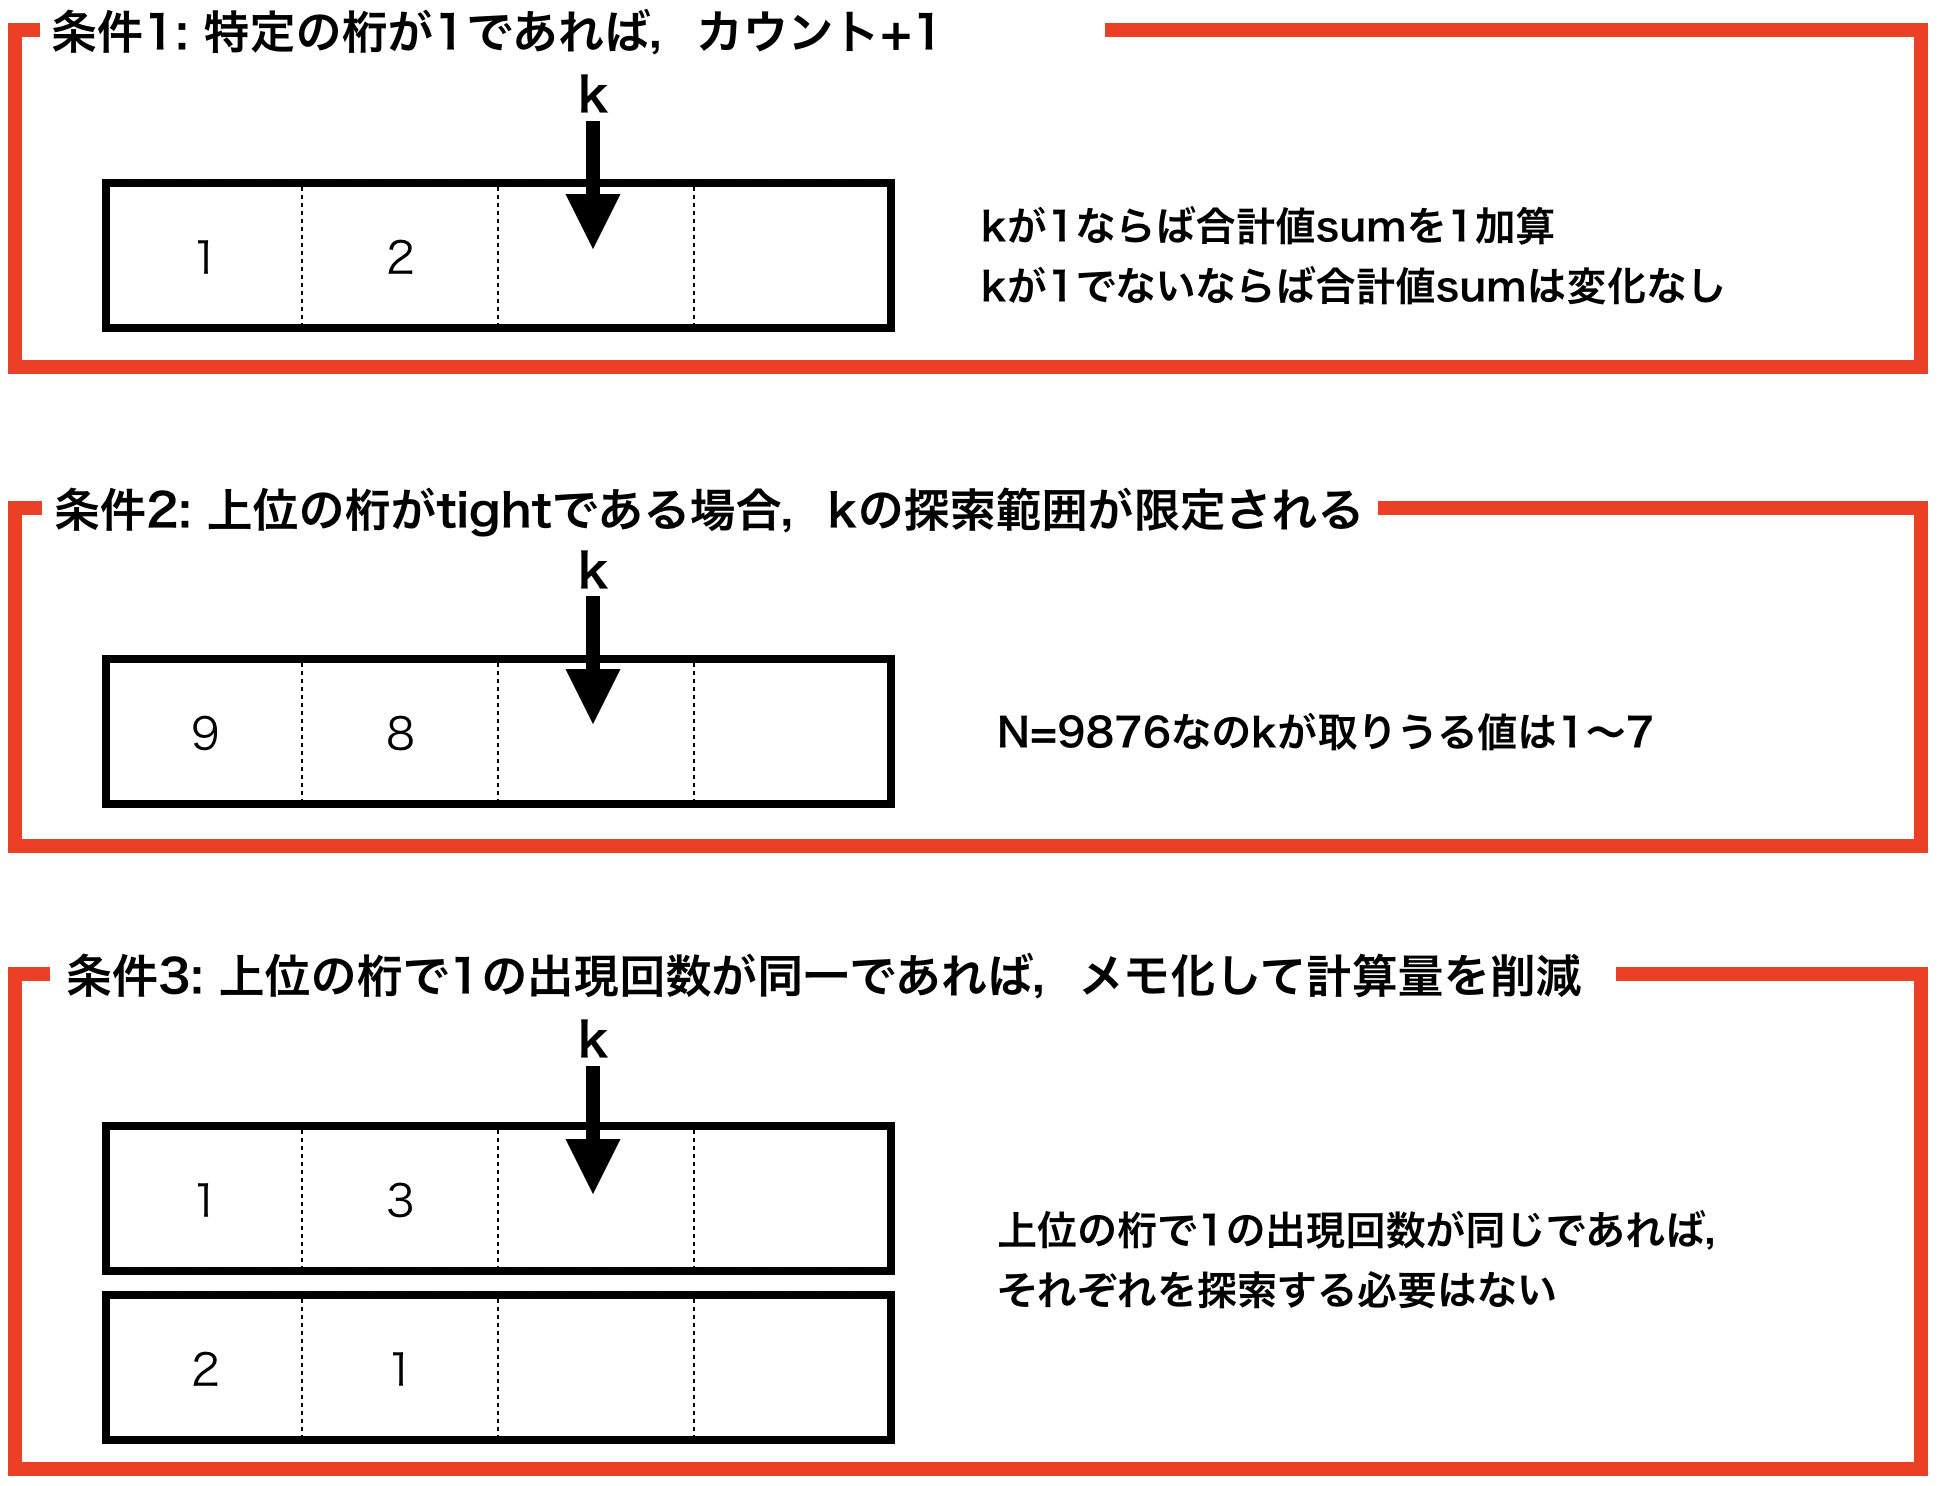 条件1: 特定の桁が1であれば，カウント+1
k
1 2
kが1ならば合計値sumを1加算
kが1でないならば合計値sumは変化なし
条件2: 上位の桁がtightである場合，kの探索範囲が限定される
k
9 8
N=9876なのkが取りうる値は1〜7
条件3: 上位の桁で1の出現回数が同一であれば，メモ化して計算量を削減
k
1 3
2 1
上位の桁で1の出現回数が同じであれば，
それぞれを探索する必要はない